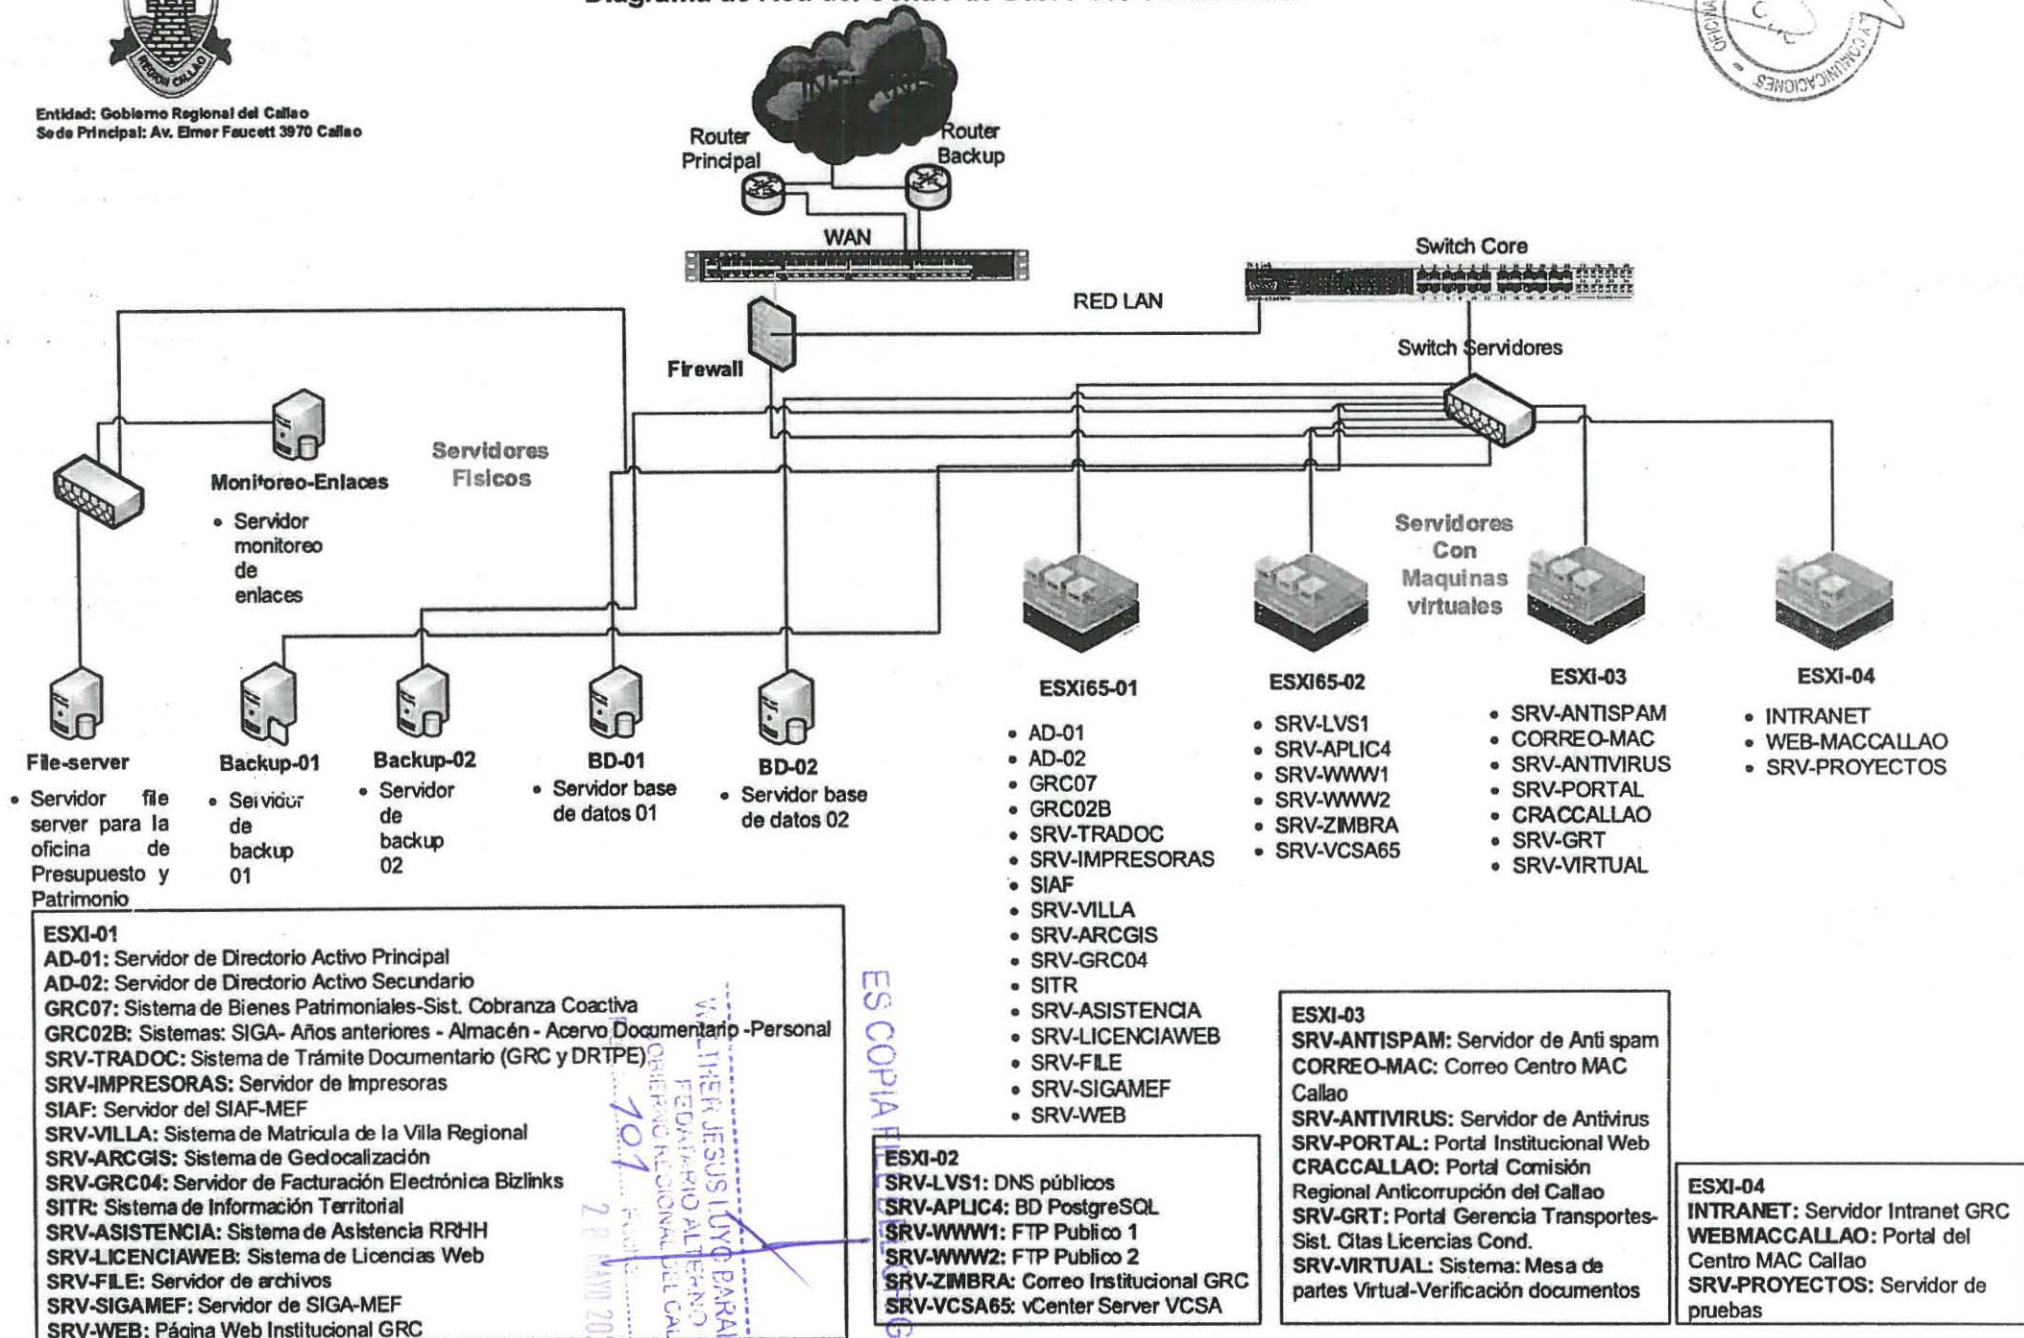 REGION CALLAO
Entidad: Gobierno Regional del Callao
Sede Principal: Av. Elmer Faucett 3970 Callao
Y COMUNICACIONES
Router
Principal
Router
Backup
WAN
Switch Core
RED LAN
Switch Servidores
Firewall
Servidores
Fisicos
Monitoreo-Enlaces
• Servidor
monitoreo
de
enlaces
Servidores
Con
Maquinas
virtuales
File-server
• Servidor file
server para la
oficina de
Presupuesto y
Patrimonio
Backup-01
• Servidor
de
backup
01
Backup-02
• Servidor
de
backup
02
BD-01
• Servidor base
de datos 01
BD-02
• Servidor base
de datos 02
ESXi65-01
• AD-01
• AD-02
• GRC07
• GRC02B
• SRV-TRADOC
• SRV-IMPRESORAS
• SIAF
• SRV-VILLA
• SRV-ARCGIS
• SRV-GRC04
• SITR
• SRV-ASISTENCIA
• SRV-LICENCIAWEB
• SRV-FILE
• SRV-SIGAMEF
• SRV-WEB
ESXI65-02
• SRV-LVS1
• SRV-APLIC4
• SRV-WWW1
• SRV-WWW2
• SRV-ZIMBRA
• SRV-VCSA65
ESXI-03
• SRV-ANTISPAM
• CORREO-MAC
• SRV-ANTIVIRUS
• SRV-PORTAL
• CRACCALLAO
• SRV-GRT
• SRV-VIRTUAL
ESXI-04
• INTRANET
• WEB-MACCALLAO
• SRV-PROYECTOS
ESXI-01
AD-01: Servidor de Directorio Activo Principal
AD-02: Servidor de Directorio Activo Secundario
GRC07: Sistema de Bienes Patrimoniales-Sist. Cobranza Coactiva
GRC02B: Sistemas: SIGA- Años anteriores - Almacén - Acervo Documentario -Personal
SRV-TRADOC: Sistema de Trámite Documentario (GRC y DRTPE)
SRV-IMPRESORAS: Servidor de Impresoras
SIAF: Servidor del SIAF-MEF
SRV-VILLA: Sistema de Matricula de la Villa Regional
SRV-ARCGIS: Sistema de Geolocalización
SRV-GRC04: Servidor de Facturación Electrónica Bizlinks
SITR: Sistema de Información Territorial
SRV-ASISTENCIA: Sistema de Asistencia RRHH
SRV-LICENCIAWEB: Sistema de Licencias Web
SRV-FILE: Servidor de archivos
SRV-SIGAMEF: Servidor de SIGA-MEF
SRV-WEB: Página Web Institucional GRC
ES COPIA
WALTHER JESUS LUYO
FEDATARIO ALTERNO
GOBIERNO REGIONAL DEL
701
28 MAYO
ESXI-02
SRV-LVS1: DNS públicos
SRV-APLIC4: BD PostgreSQL
SRV-WWW1: FTP Publico 1
SRV-WWW2: FTP Publico 2
SRV-ZIMBRA: Correo Institucional GRC
SRV-VCSA65: vCenter Server VCSA
ESXI-03
SRV-ANTISPAM: Servidor de Anti spam
CORREO-MAC: Correo Centro MAC
Callao
SRV-ANTIVIRUS: Servidor de Antivirus
SRV-PORTAL: Portal Institucional Web
CRACCALLAO: Portal Comisión
Regional Anticorrupción del Callao
SRV-GRT: Portal Gerencia Transportes-
Sist. Citas Licencias Cond.
SRV-VIRTUAL: Sistema: Mesa de
partes Virtual-Verificación documentos
ESXI-04
INTRANET: Servidor Intranet GRC
WEBMACCALLAO: Portal del
Centro MAC Callao
SRV-PROYECTOS: Servidor de
pruebas